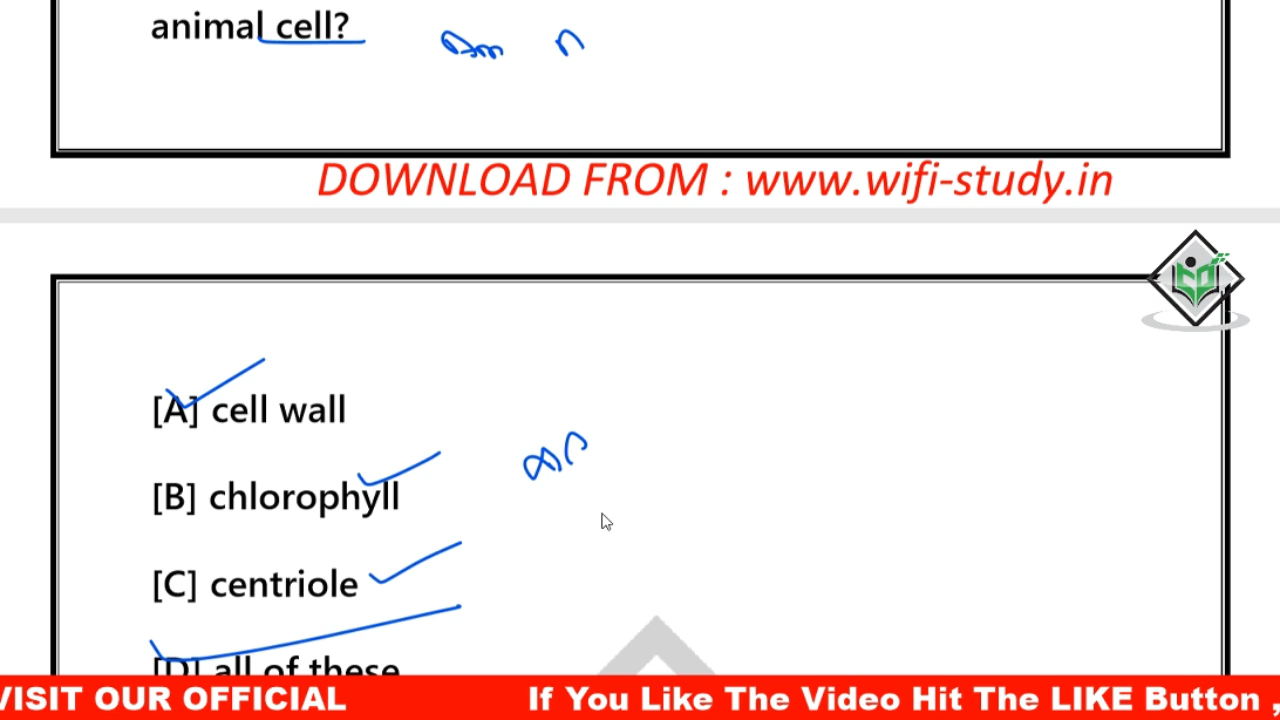 animal cell?
DOWNLOAD FROM : www.wifi-study.in
[A] cell wall
[B] chlorophyll
[C] centriole
[D] all of these
VISIT OUR OFFICIAL If You Like The Video Hit The LIKE Button ,